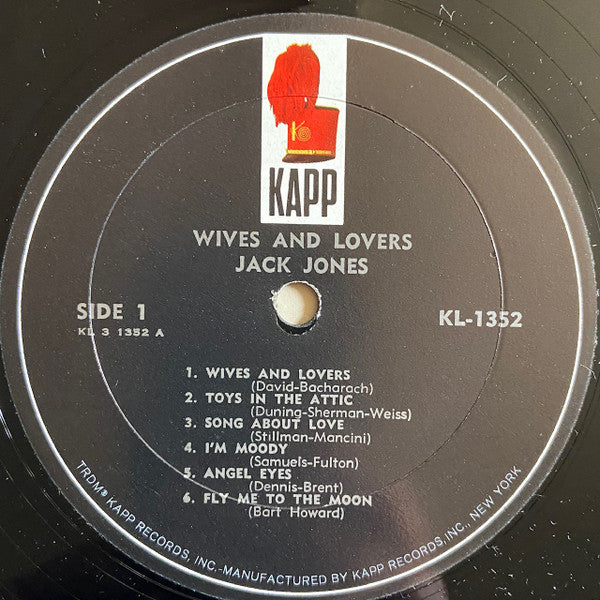 K
KAPP
WIVES AND LOVERS
JACK JONES
SIDE 1
KL 3 1352 A
KL-1352
1. WIVES AND LOVERS
(David-Bacharach)
2. TOYS IN THE ATTIC
(Duning-Sherman-Weiss)
3. SONG ABOUT LOVE
(Stillman-Mancini)
4. I'M MOODY
(Samuels-Fulton)
5. ANGEL EYES
(Dennis-Brent)
6. FLY ME TO THE MOON
(Bart Howard)
TRDM® KAPP RECORDS, INC.-MANUFACTURED BY KAPP RECORDS, INC., NEW YORK